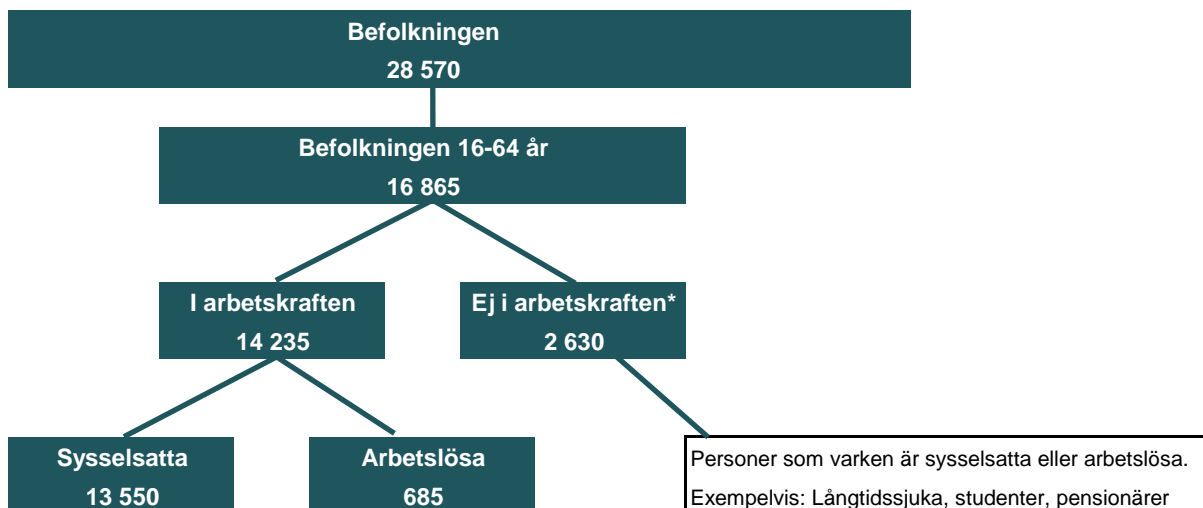 Befolkningen
28 570
Befolkningen 16-64 år
16 865
I arbetskraften
14 235
Ej i arbetskraften*
2 630
Sysselsatta
13 550
Arbetslösa
685
Personer som varken är sysselsatta eller arbetslösa.
Exempelvis: Långtidssjuka, studenter, pensionärer